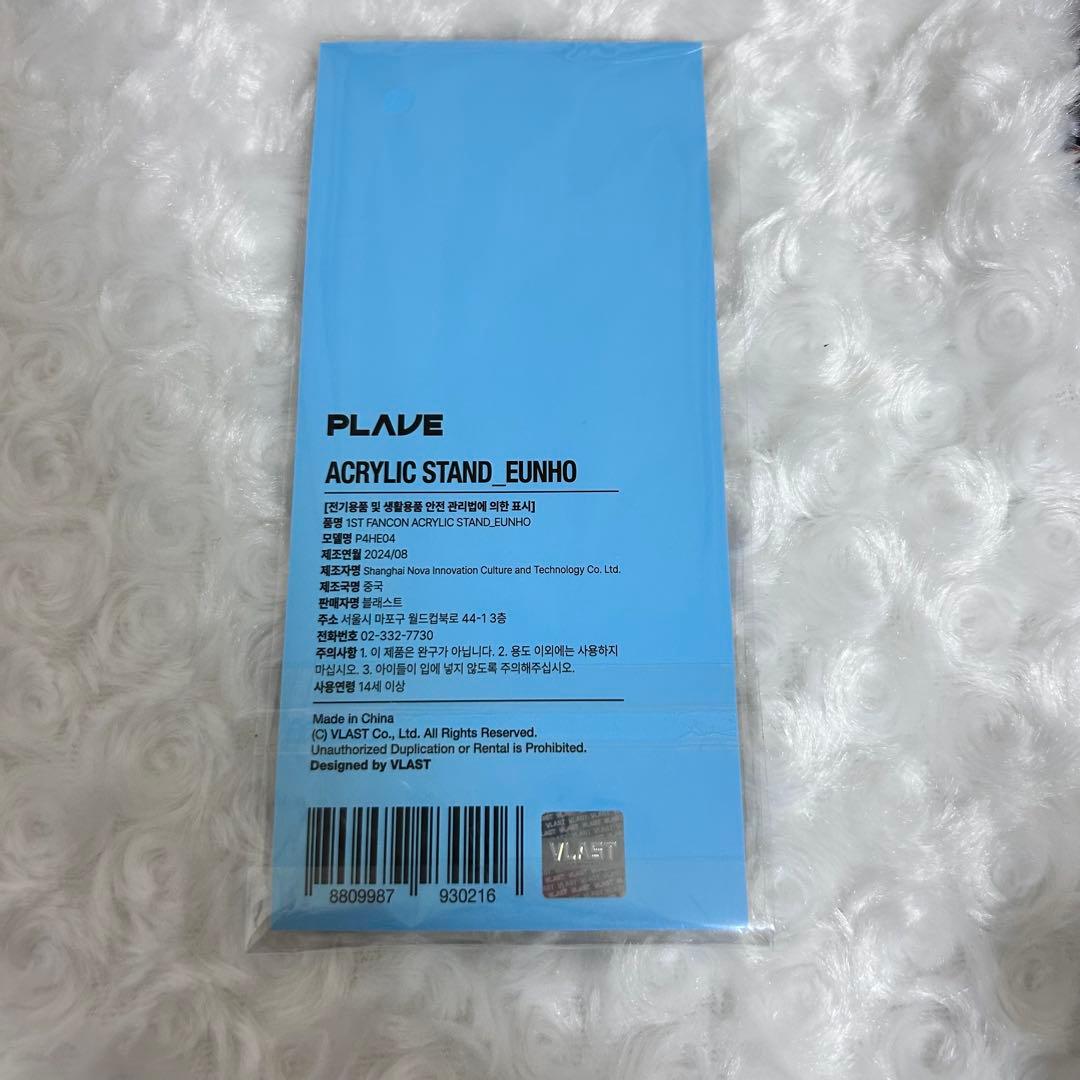 PLAVE
ACRYLIC STAND_EUNHO
[전기용품 및 생활용품 안전 관리법에 의한 표시]
품명 1ST FANCON ACRYLIC STAND_EUNHO
모델명 P4HE04
제조연월 2024/08
제조자명 Shanghai Nova Innovation Culture and Technology Co. Ltd.
제조국명 중국
판매자명 블래스트
주소 서울시 마포구 월드컵북로 44-1 3층
전화번호 02-332-7730
주의사항 1. 이 제품은 완구가 아닙니다. 2. 용도 이외에는 사용하지
마십시오. 3. 아이들이 입에 넣지 않도록 주의해주십시오.
사용연령 14세 이상
Made in China
(C) VLAST Co., Ltd. All Rights Reserved.
Unauthorized Duplication or Rental is Prohibited.
Designed by VLAST
8809987 930216
VLAST